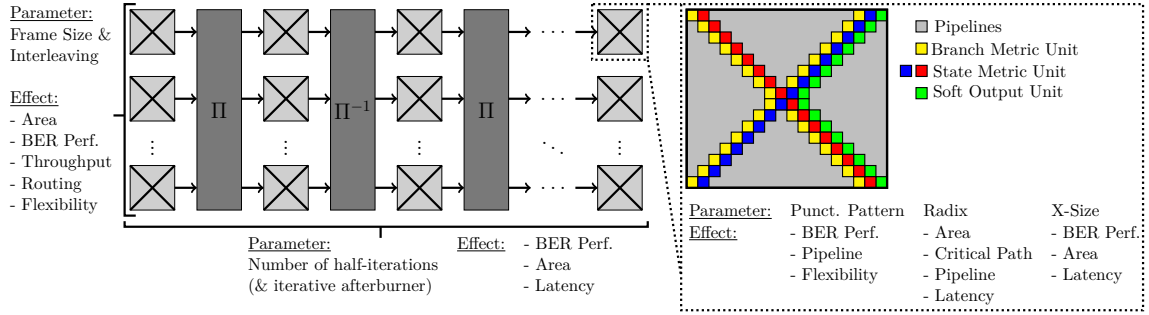 Parameter:
Frame Size &
Interleaving
Effect:
- Area
- BER Perf.
- Throughput
- Routing
- Flexibility
Π
Π⁻¹
Π
Parameter:
Number of half-iterations
(& iterative afterburner)
Effect:
- BER Perf.
- Area
- Latency
Pipelines
Branch Metric Unit
State Metric Unit
Soft Output Unit
Parameter: Punct. Pattern Radix X-Size
Effect: - BER Perf. - Area - BER Perf.
- Pipeline - Critical Path - Area
- Flexibility - Pipeline - Latency
- Latency